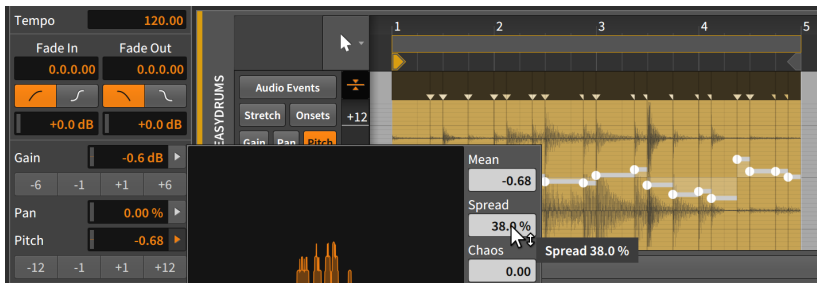 Tempo 120.00
Fade In Fade Out
0.0.0.00 0.0.0.00
+0.0 dB +0.0 dB
Gain -0.6 dB
-6 -1 +1 +6
Pan 0.00 %
Pitch -0.68
-12 -1 +1 +12
EASYDRUMS
Audio Events
Stretch Onsets
Gain Pan Pitch
+12
1 2 3 4 5
Mean
-0.68
Spread
38.0 %
Chaos
0.00
Spread 38.0 %